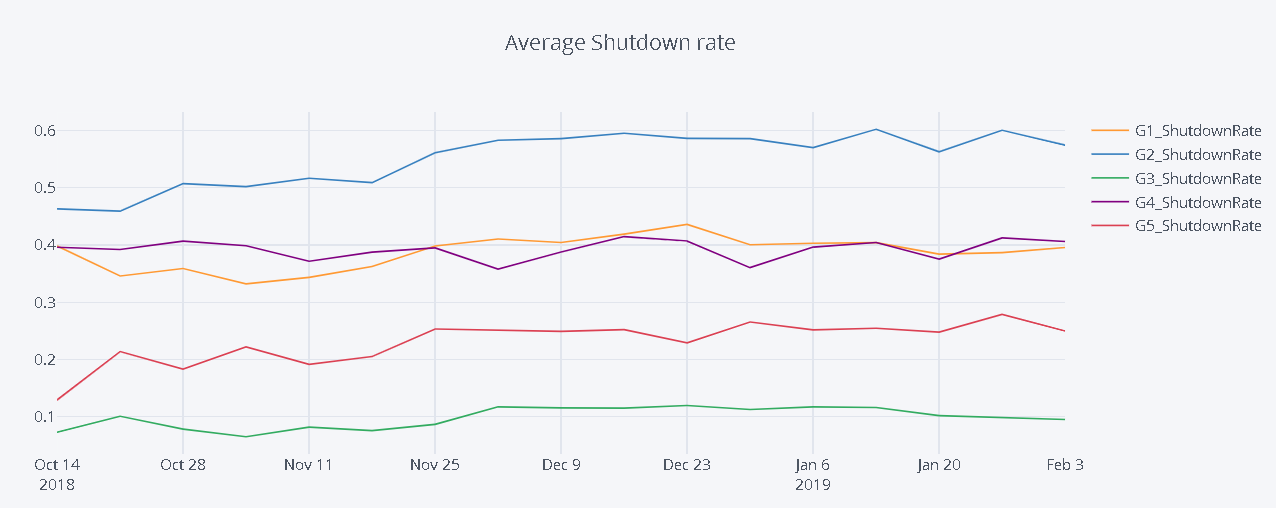 Average Shutdown rate
0.6
0.5
0.4
0.3
0.2
0.1
Oct 14
2018
Oct 28
Nov 11
Nov 25
Dec 9
Dec 23
Jan 6
2019
Jan 20
Feb 3
G1_ShutdownRate
G2_ShutdownRate
G3_ShutdownRate
G4_ShutdownRate
G5_ShutdownRate